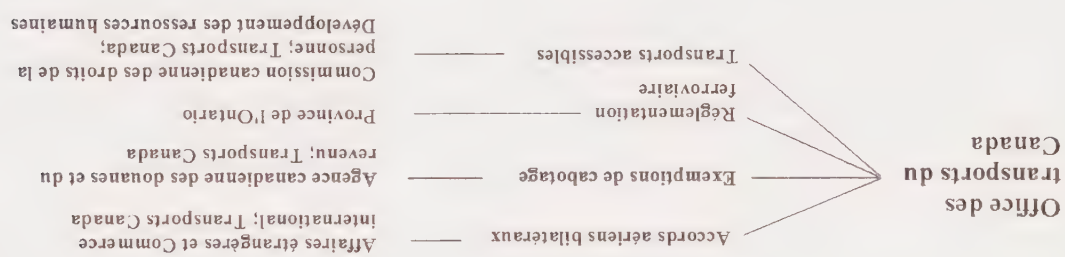 Office des
transports du
Canada
Accords aériens bilatéraux
Affaires étrangères et Commerce
international; Transports Canada
Exemptions de cabotage
Agence canadienne des douanes et du
revenu; Transports Canada
Réglementation
ferroviaire
Province de l'Ontario
Transports accessibles
Commission canadienne des droits de la
personne; Transports Canada;
Développement des ressources humaines